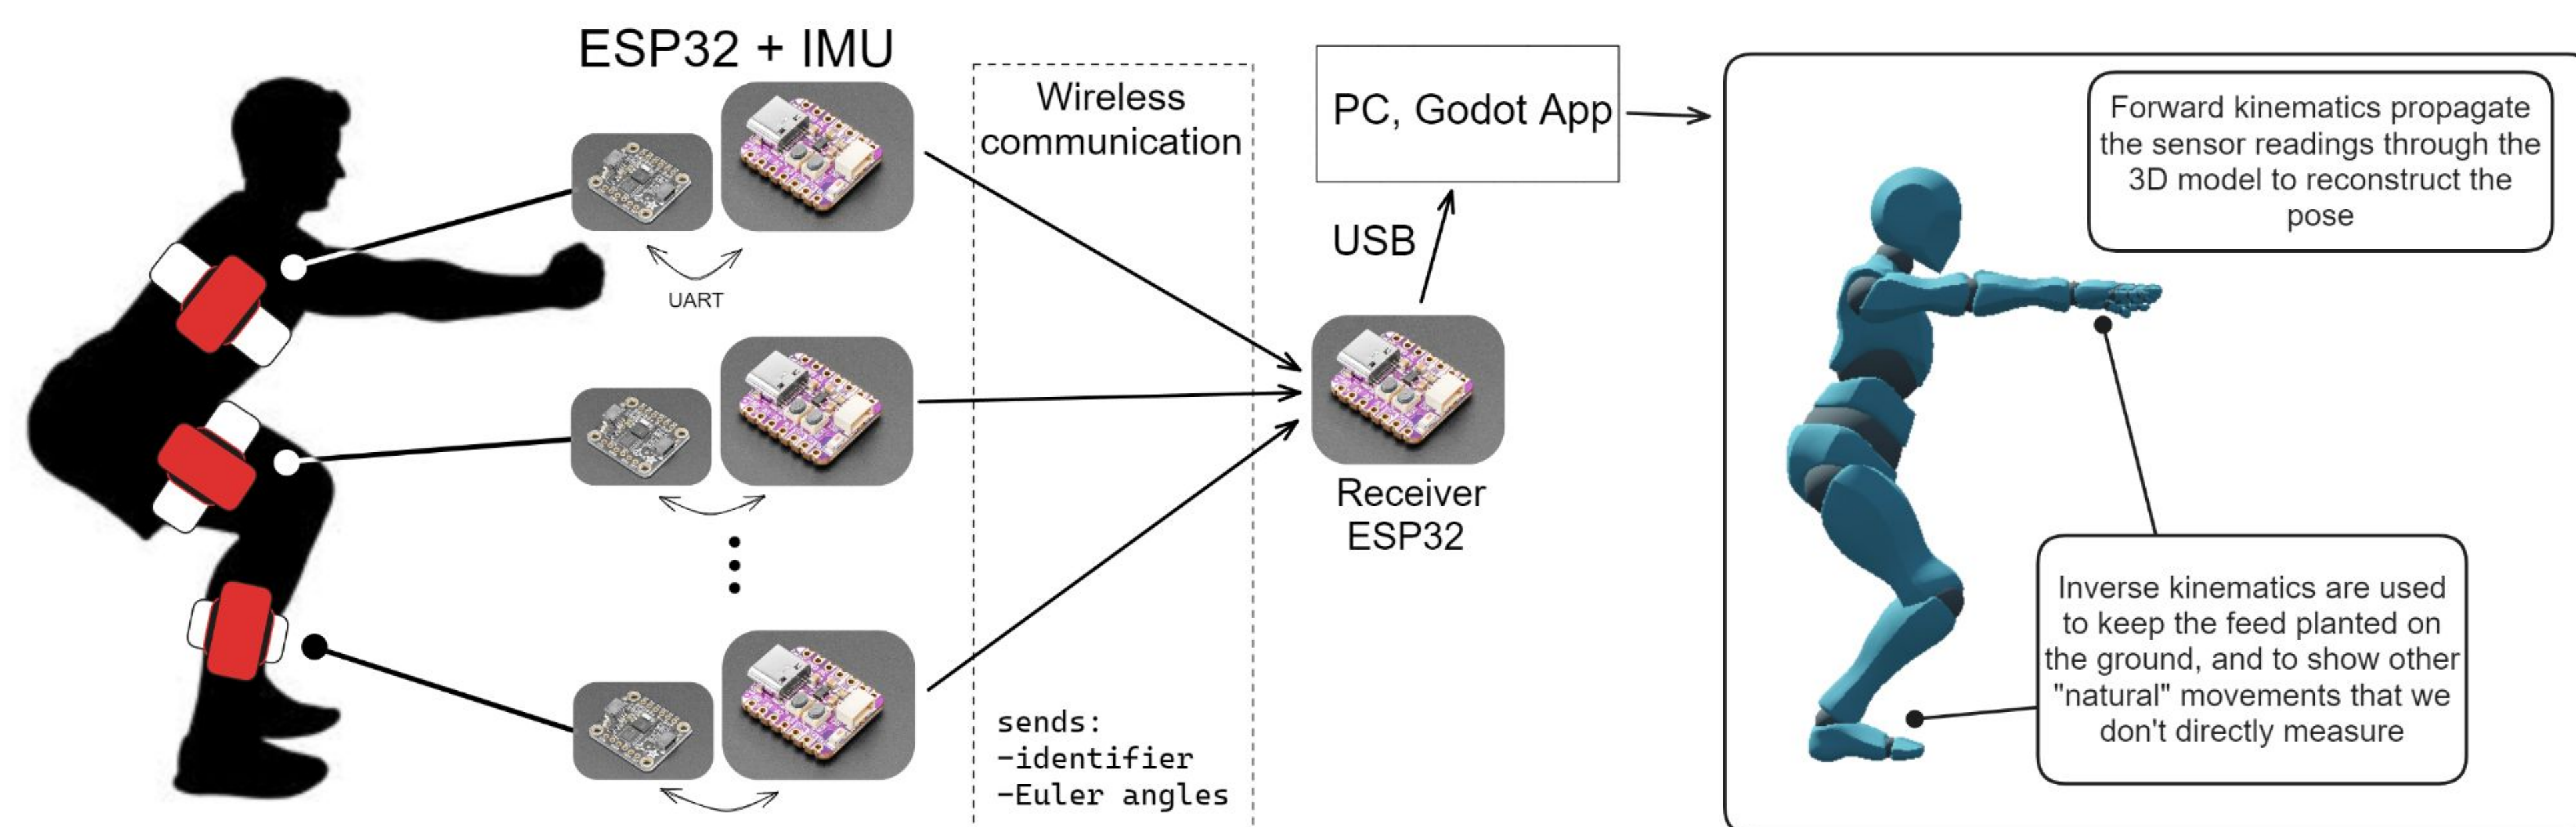 ESP32 + IMU
UART
Wireless
communication
sends:
-identifier
-Euler angles
PC, Godot App
USB
Receiver
ESP32
Forward kinematics propagate
the sensor readings through the
3D model to reconstruct the
pose
Inverse kinematics are used
to keep the feed planted on
the ground, and to show other
"natural" movements that we
don't directly measure